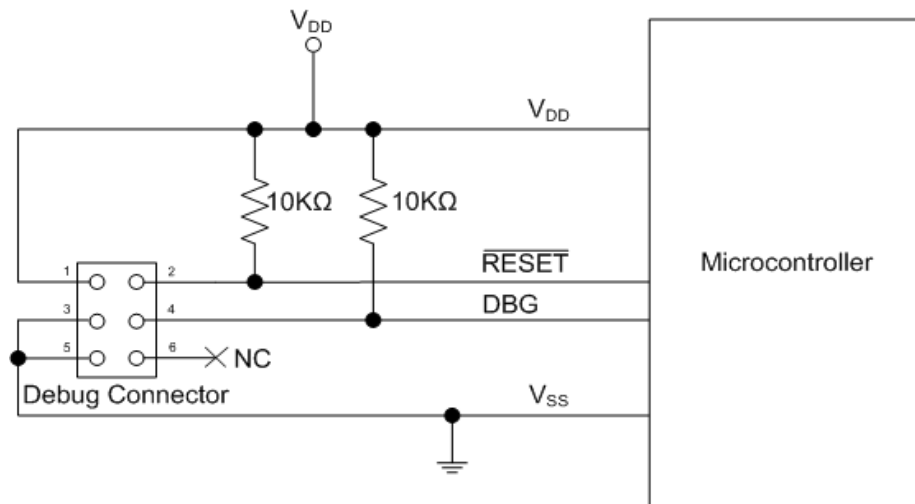 VDD
VDD
10KΩ 10KΩ
RESET
Microcontroller
1 2
DBG
3 4
5 6
NC
Debug Connector
VSS